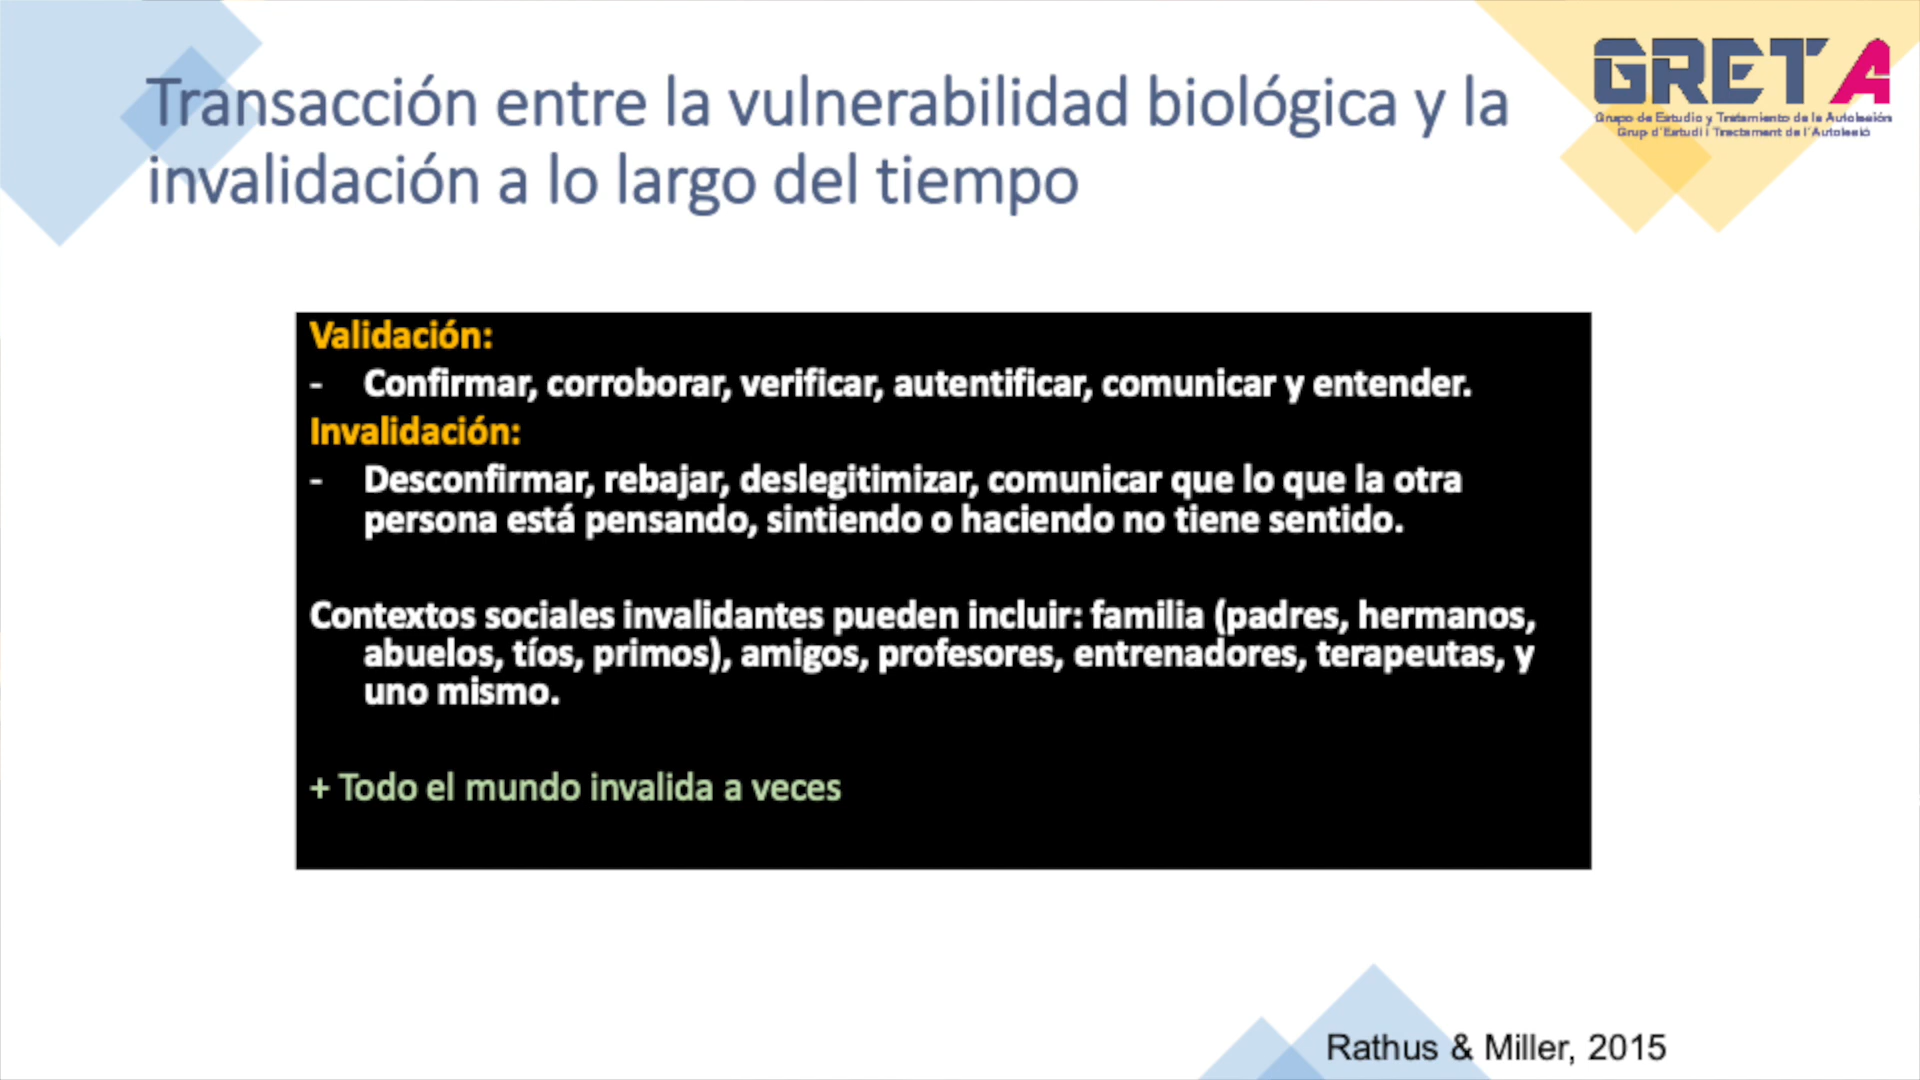 Transacción entre la vulnerabilidad biológica y la
invalidación a lo largo del tiempo
GRETA
Grupo de Estudio y Tratamiento de la Autolesión
Grup d'Estudi i Tractament de l'Autolesió
Validación:
- Confirmar, corroborar, verificar, autentificar, comunicar y entender.
Invalidación:
- Desconfirmar, rebajar, deslegitimizar, comunicar que lo que la otra
persona está pensando, sintiendo o haciendo no tiene sentido.
Contextos sociales invalidantes pueden incluir: familia (padres, hermanos,
abuelos, tíos, primos), amigos, profesores, entrenadores, terapeutas, y
uno mismo.
+ Todo el mundo invalida a veces
Rathus & Miller, 2015